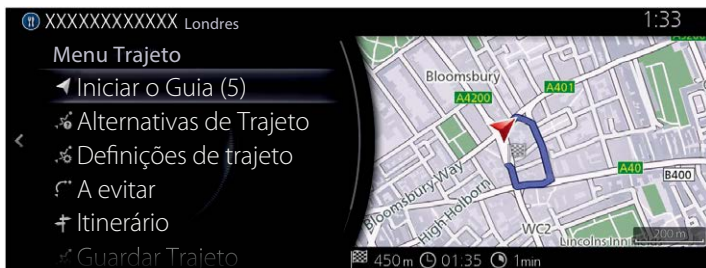 XXXXXXXXXXXX Londres 1:33
Menu Trajeto
Iniciar o Guia (5)
Alternativas de Trajeto
Definições de trajeto
A evitar
Itinerário
Guardar Trajeto
Bloomsbury
A4200
A401
A5200
A40
B400
Bloomsbury Way
High Holborn
WC2
Lincolns Inn
200 m
450 m 01:35 1min